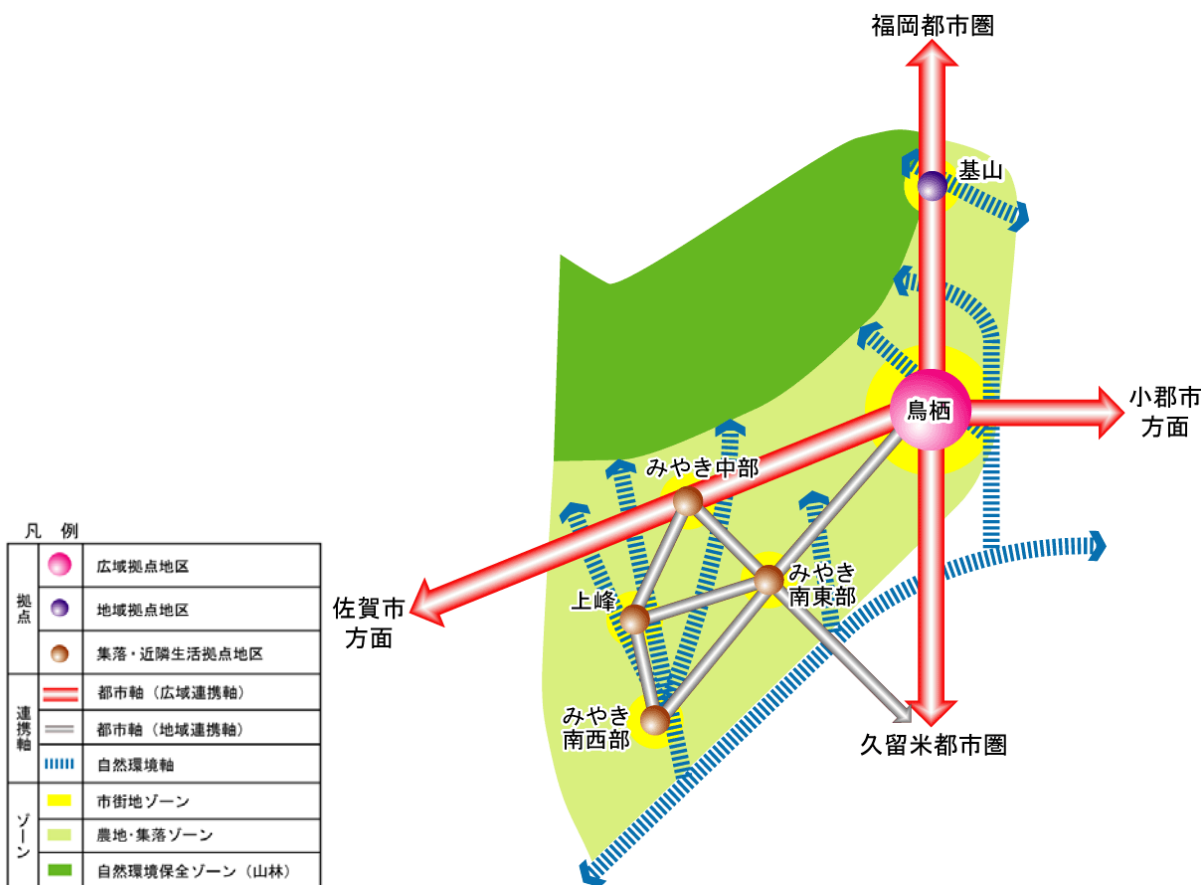 福岡都市圏
基山
鳥栖
小郡市
方面
みやき中部
みやき
南東部
上峰
佐賀市
方面
みやき
南西部
久留米都市圏
凡 例
拠点
広域拠点地区
地域拠点地区
集落・近隣生活拠点地区
連携軸
都市軸（広域連携軸）
都市軸（地域連携軸）
自然環境軸
ゾーン
市街地ゾーン
農地・集落ゾーン
自然環境保全ゾーン（山林）